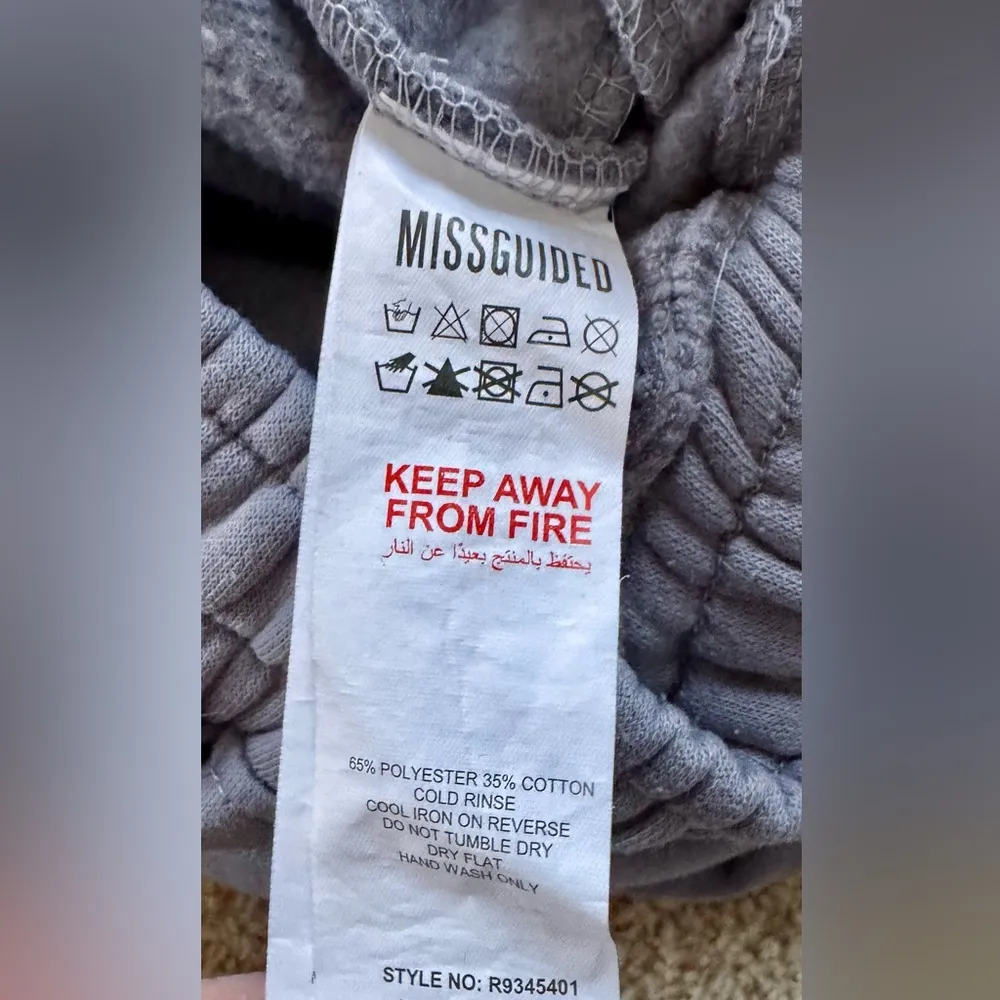 MISSGUIDED
KEEP AWAY
FROM FIRE
يحتفظ بالمنتج بعيدًا عن النار
65% POLYESTER 35% COTTON
COLD RINSE
COOL IRON ON REVERSE
DO NOT TUMBLE DRY
DRY FLAT
HAND WASH ONLY
STYLE NO: R9345401